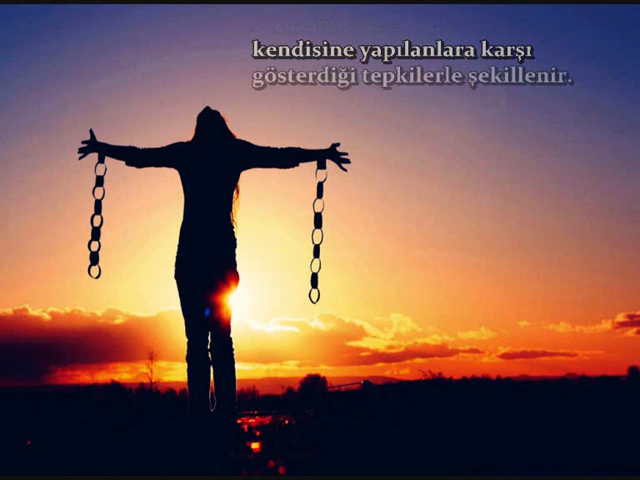 kendisine yapılanlara karşı
gösterdiği tepkilerle şekillenir.